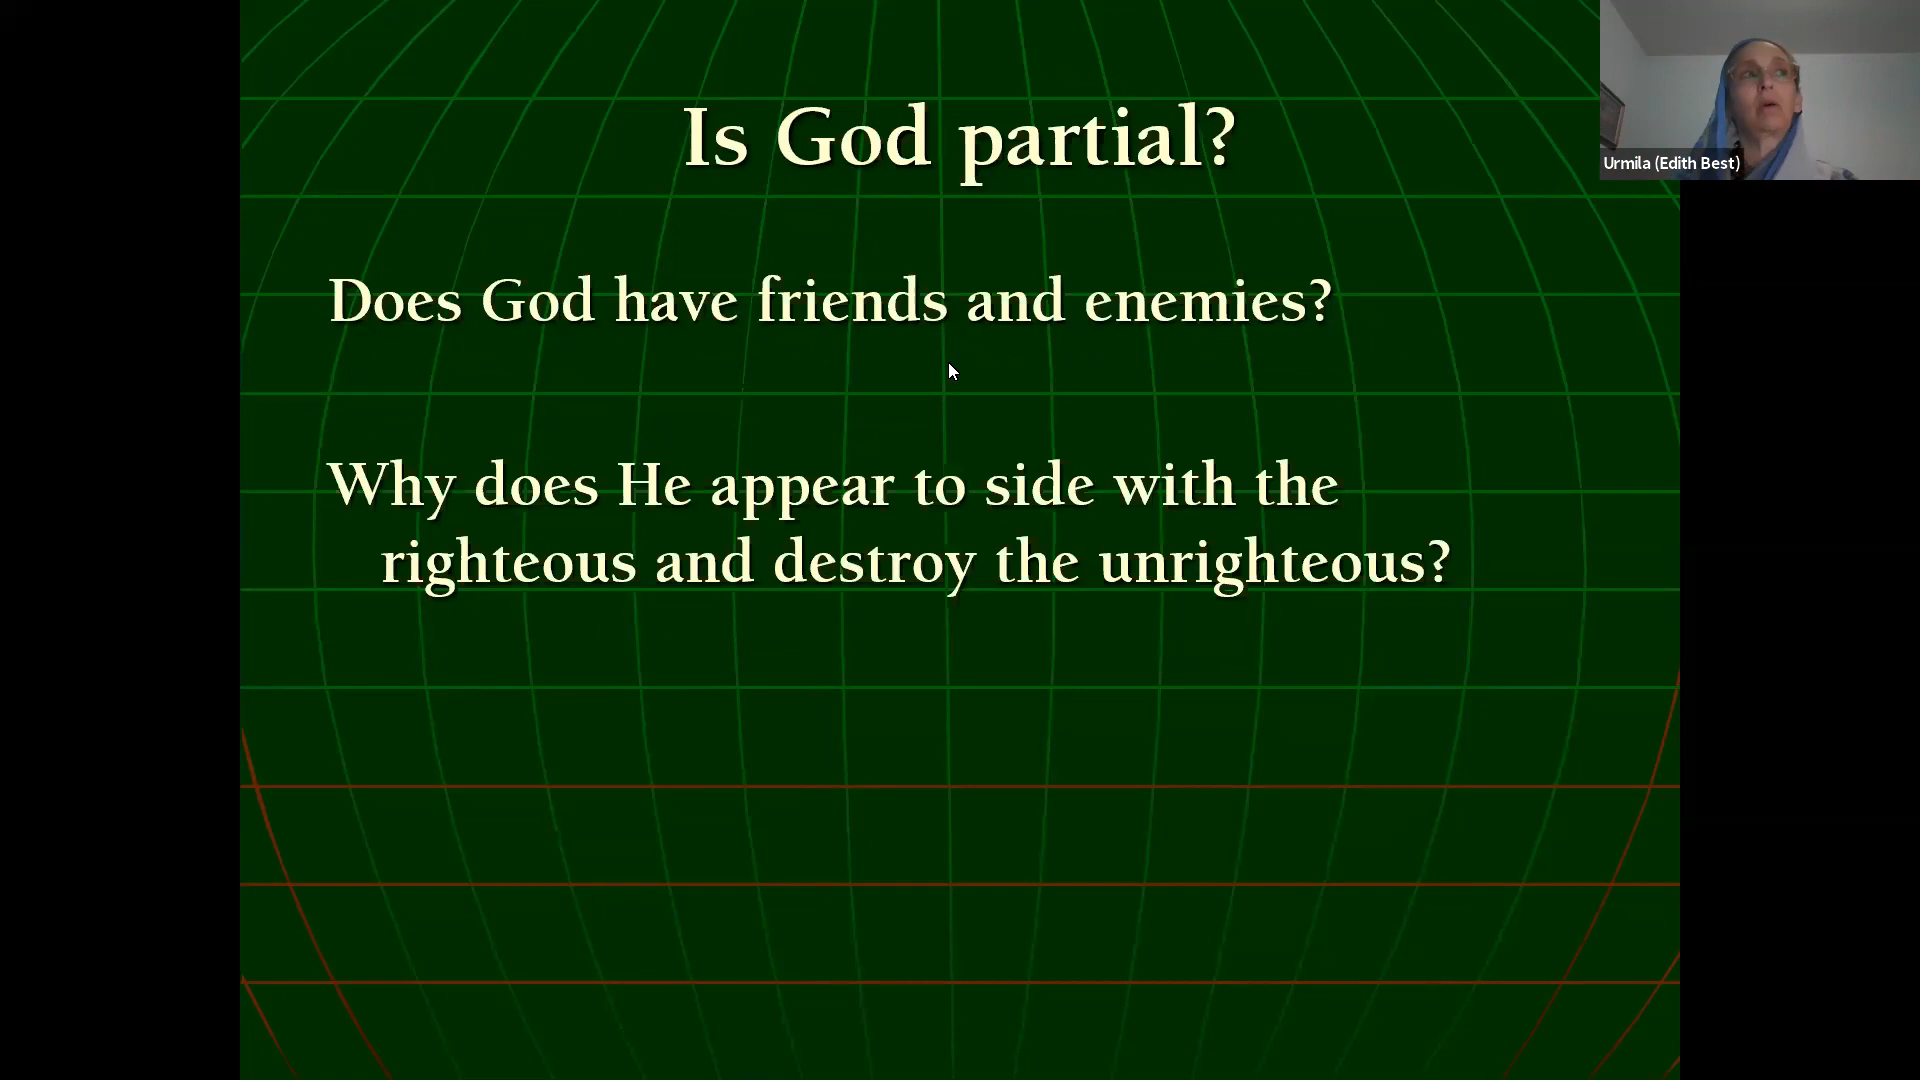 Is God partial?
Urmila (Edith Best)
Does God have friends and enemies?
Why does He appear to side with the
righteous and destroy the unrighteous?